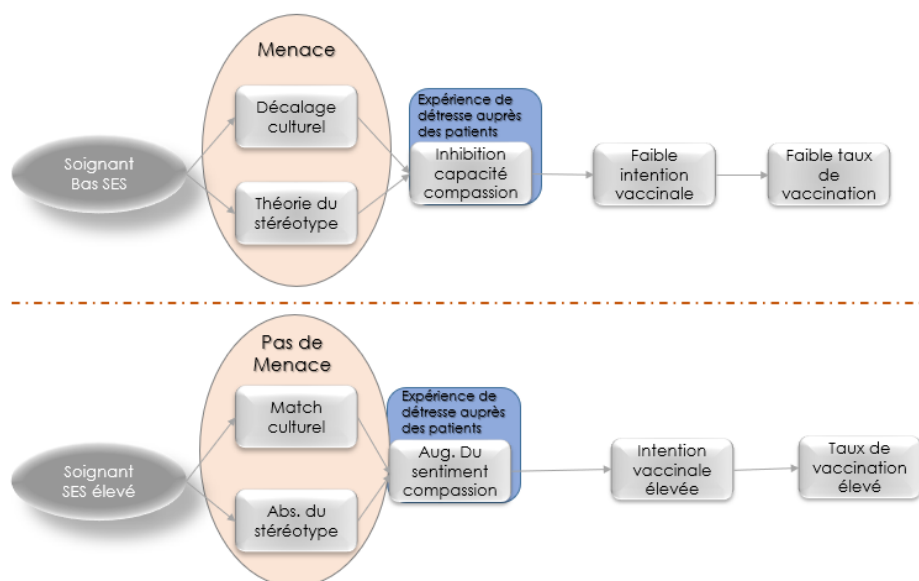 Menace
Décalage
culturel
Théorie du
stéréotype
Soignant
Bas SES
Expérience de
détresse auprès
des patients
Inhibition
capacité
compassion
Faible
intention
vaccinale
Faible taux
de
vaccination
Pas de
Menace
Match
culturel
Abs. du
stéréotype
Soignant
SES élevé
Expérience de
détresse auprès
des patients
Aug. Du
sentiment
compassion
Intention
vaccinale
élevée
Taux de
vaccination
élevé